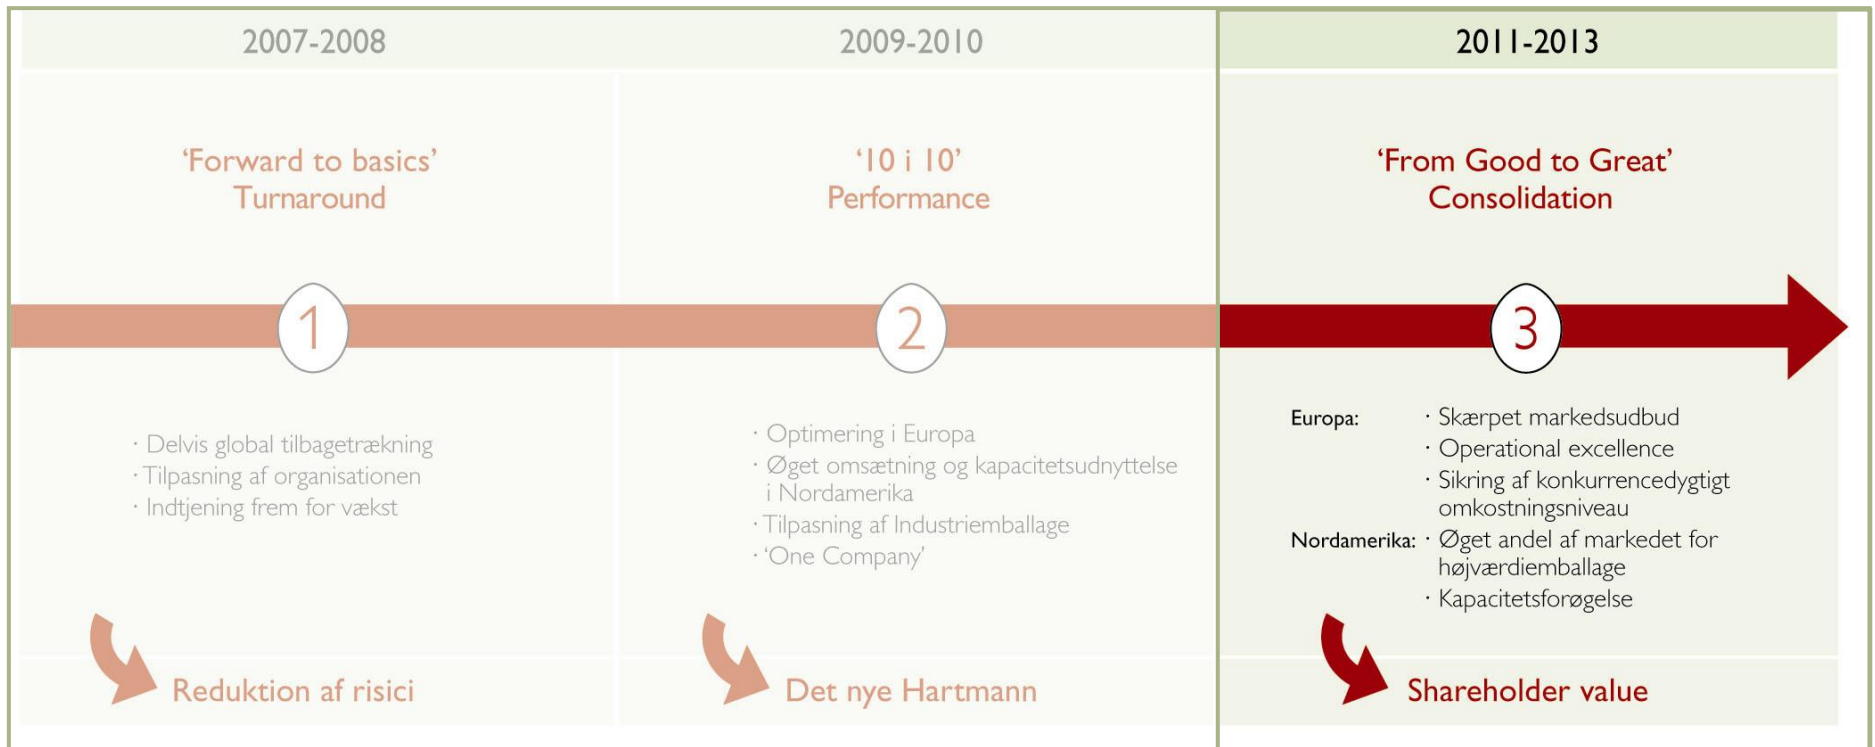 2007-2008
2009-2010
2011-2013
‘Forward to basics’
Turnaround
‘10 i 10’
Performance
‘From Good to Great’
Consolidation
1
2
3
· Delvis global tilbagetrækning
· Tilpasning af organisationen
· Indtjening frem for vækst
· Optimering i Europa
· Øget omsætning og kapacitetsudnyttelse
i Nordamerika
· Tilpasning af Industriemballage
· ‘One Company’
Europa: · Skærpet markedsudbud
· Operational excellence
· Sikring af konkurrencedygtigt
omkostningsniveau
Nordamerika: · Øget andel af markedet for
højværdiemballage
· Kapacitetsforøgelse
Reduktion af risici
Det nye Hartmann
Shareholder value